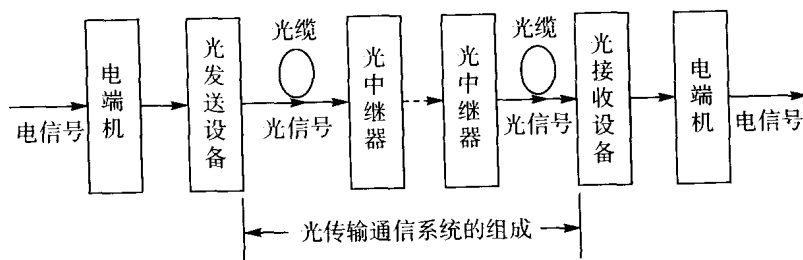 电信号
电端机
光发送设备
光缆
光信号
光中继器
光中继器
光缆
光信号
光接收设备
电端机
电信号
光传输通信系统的组成